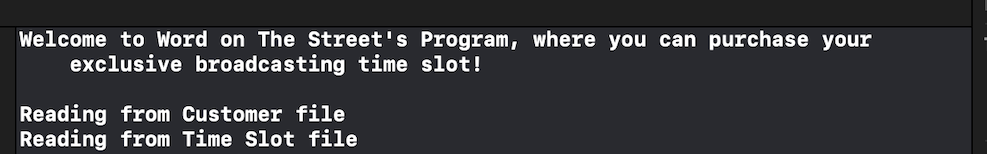 Welcome to Word on The Street's Program, where you can purchase your
exclusive broadcasting time slot!
Reading from Customer file
Reading from Time Slot file